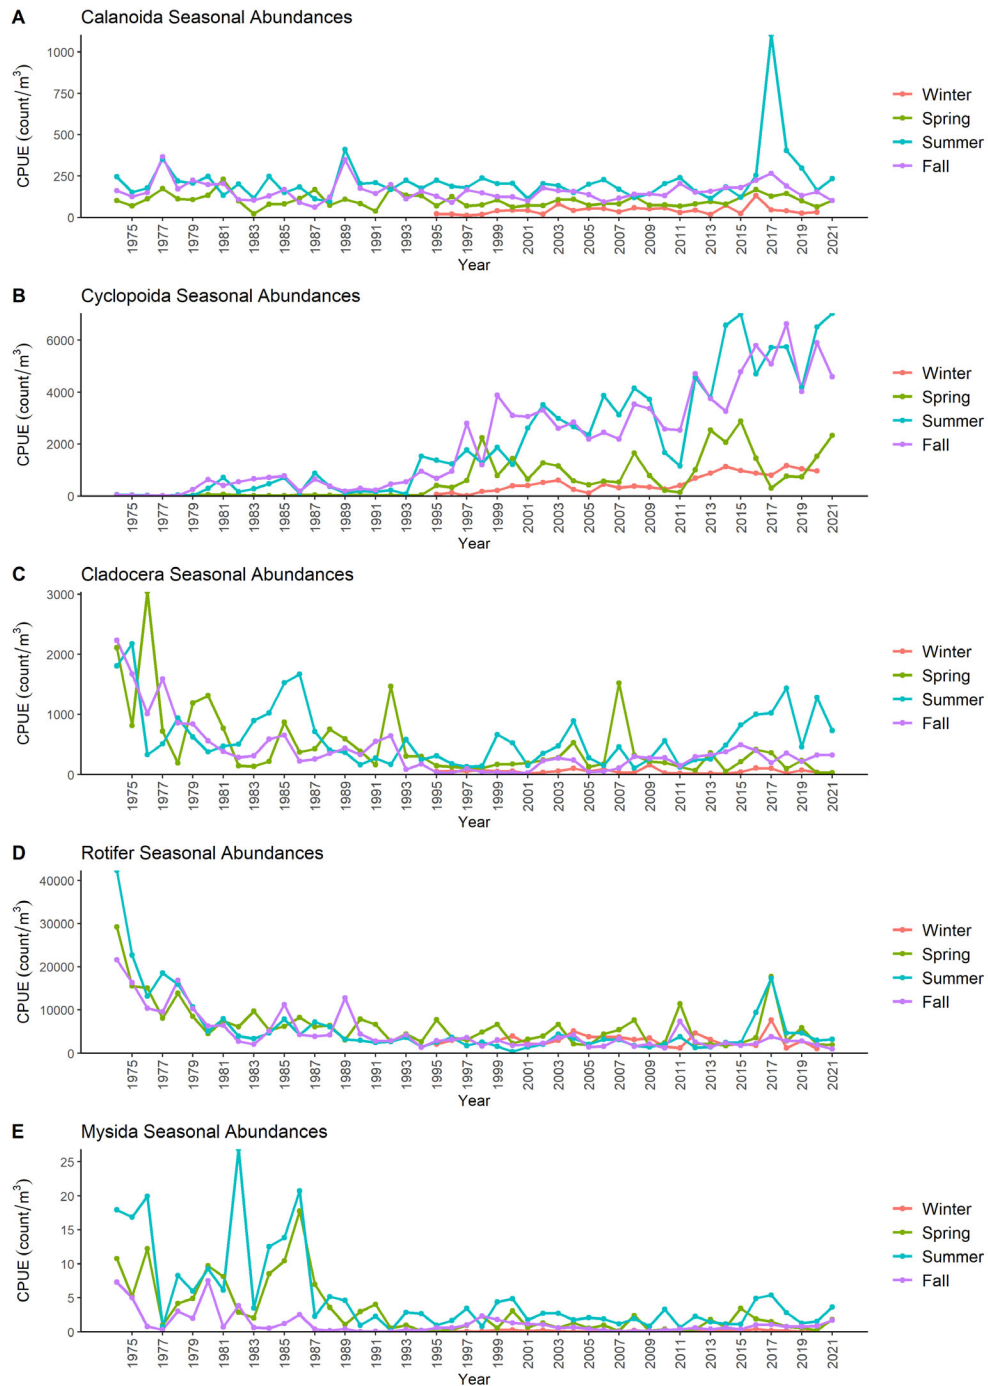 A
Calanoida Seasonal Abundances
CPUE (count/m³)
1000
750
500
250
0
1975 1977 1979 1981 1983 1985 1987 1989 1991 1993 1995 1997 1999 2001 2003 2005 2007 2009 2011 2013 2015 2017 2019 2021
Year
Winter
Spring
Summer
Fall
B
Cyclopoida Seasonal Abundances
CPUE (count/m³)
6000
4000
2000
0
1975 1977 1979 1981 1983 1985 1987 1989 1991 1993 1995 1997 1999 2001 2003 2005 2007 2009 2011 2013 2015 2017 2019 2021
Year
Winter
Spring
Summer
Fall
C
Cladocera Seasonal Abundances
CPUE (count/m³)
3000
2000
1000
0
1975 1977 1979 1981 1983 1985 1987 1989 1991 1993 1995 1997 1999 2001 2003 2005 2007 2009 2011 2013 2015 2017 2019 2021
Year
Winter
Spring
Summer
Fall
D
Rotifer Seasonal Abundances
CPUE (count/m³)
40000
30000
20000
10000
0
1975 1977 1979 1981 1983 1985 1987 1989 1991 1993 1995 1997 1999 2001 2003 2005 2007 2009 2011 2013 2015 2017 2019 2021
Year
Winter
Spring
Summer
Fall
E
Mysida Seasonal Abundances
CPUE (count/m³)
25
20
15
10
5
0
1975 1977 1979 1981 1983 1985 1987 1989 1991 1993 1995 1997 1999 2001 2003 2005 2007 2009 2011 2013 2015 2017 2019 2021
Year
Winter
Spring
Summer
Fall